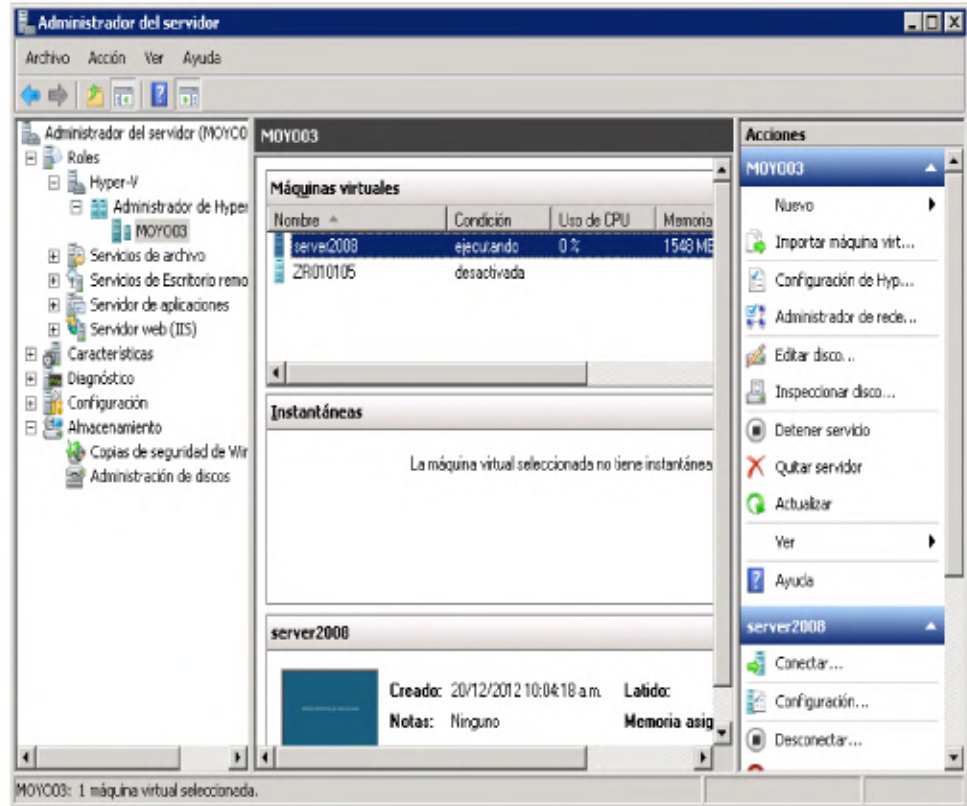 Administrador del servidor
Archivo Acción Ver Ayuda
Administrador del servidor (MOYO0
Roles
Hyper-V
Administrador de Hyper
MOYO03
Servicios de archivo
Servicios de Escritorio remo
Servidor de aplicaciones
Servidor web (IIS)
Características
Diagnóstico
Configuración
Almacenamiento
Copias de seguridad de Wir
Administración de discos
MOYO03
Máquinas virtuales
Nombre Condición Uso de CPU Memoria
server2008 ejecutando 0 % 1548 MB
ZR010105 desactivada
Instantáneas
La máquina virtual seleccionada no tiene instantánea
server2008
Creado: 20/12/2012 10:04:18 a.m. Latido:
Notas: Ninguno Memoria asig
Acciones
MOYO03
Nuevo
Importar máquina virt...
Configuración de Hyp...
Administrador de rede...
Editar disco...
Inspeccionar disco...
Detener servicio
Quitar servidor
Actualizar
Ver
Ayuda
server2008
Conectar...
Configuración...
Desconectar...
MOYO03: 1 máquina virtual seleccionada.